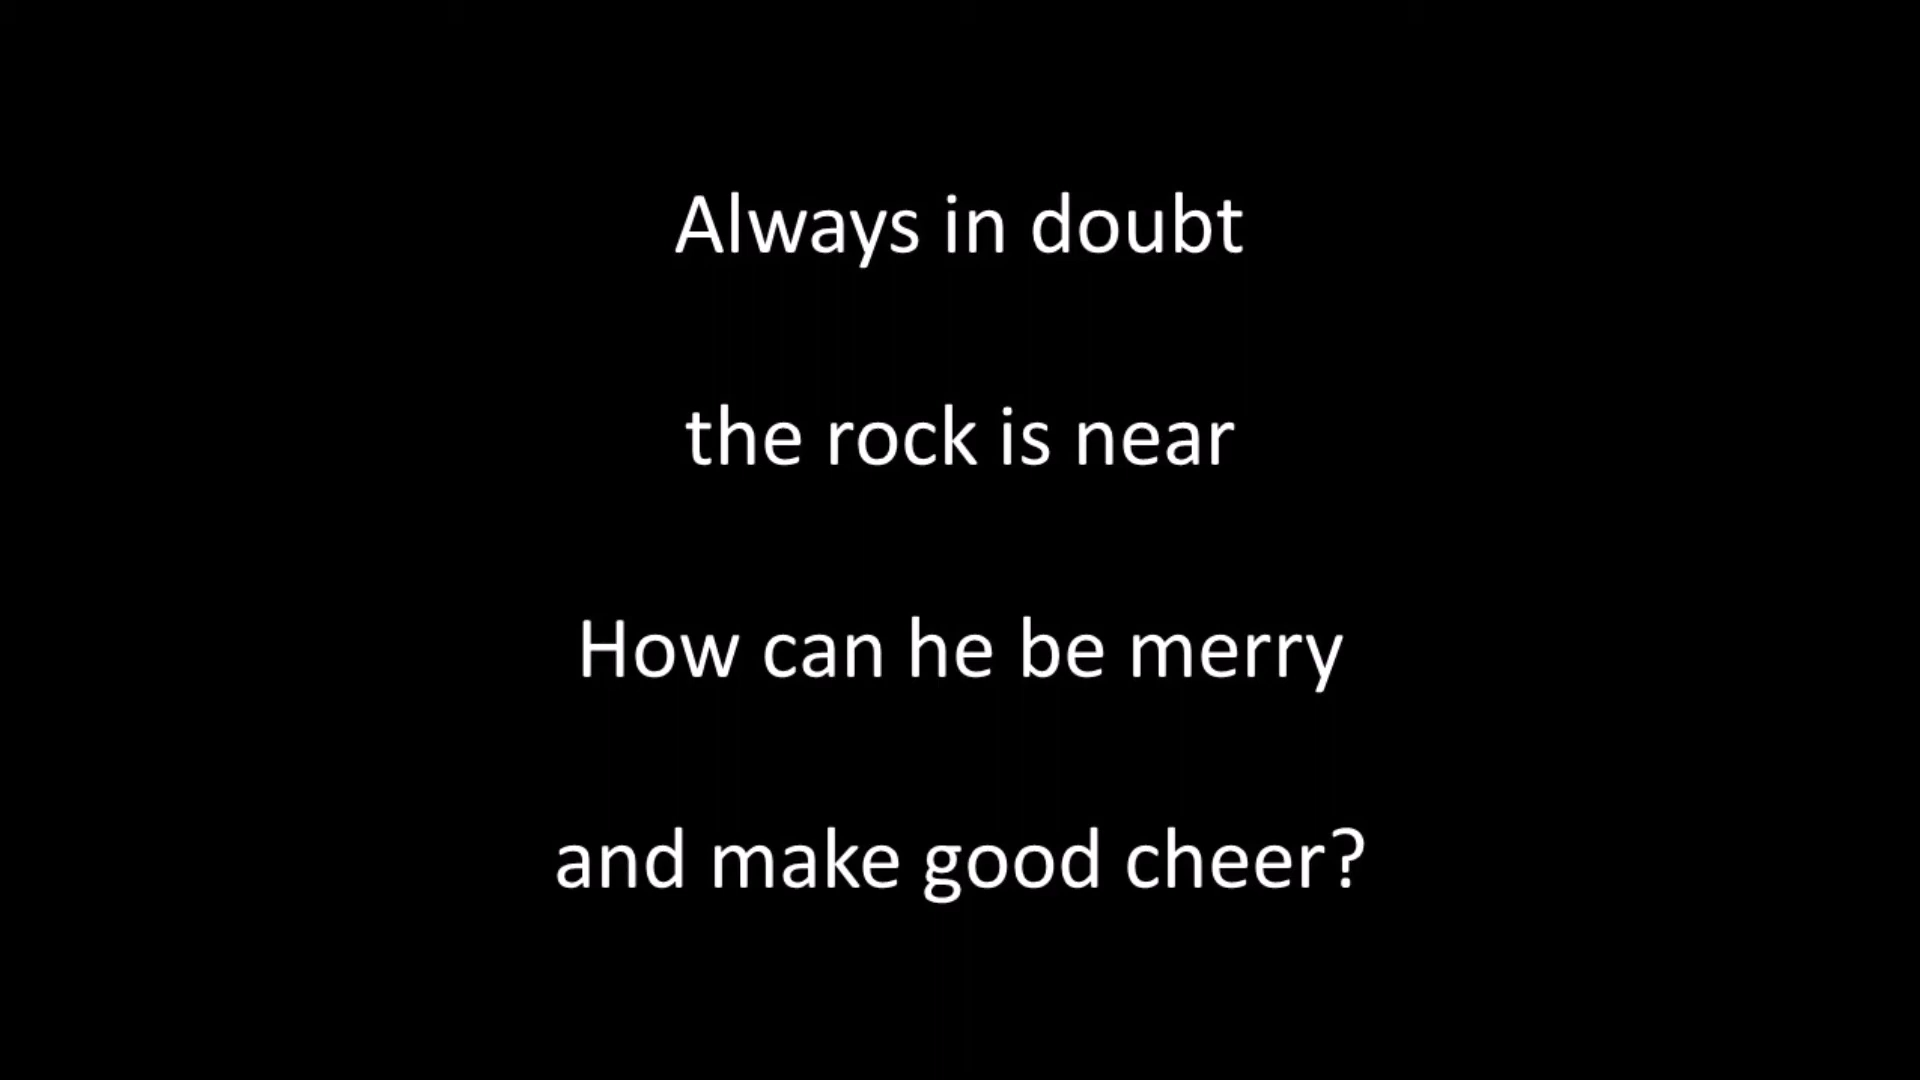 Always in doubt
the rock is near
How can he be merry
and make good cheer?